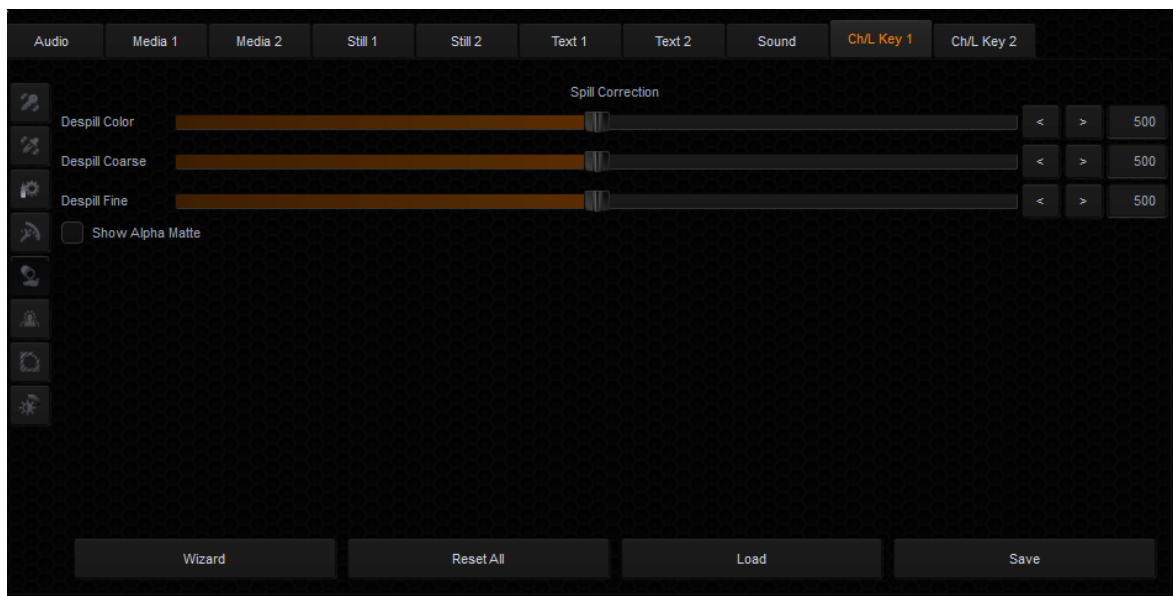 Audio Media 1 Media 2 Still 1 Still 2 Text 1 Text 2 Sound Ch/L Key 1 Ch/L Key 2
Spill Correction
Despill Color < > 500
Despill Coarse < > 500
Despill Fine < > 500
Show Alpha Matte
Wizard Reset All Load Save